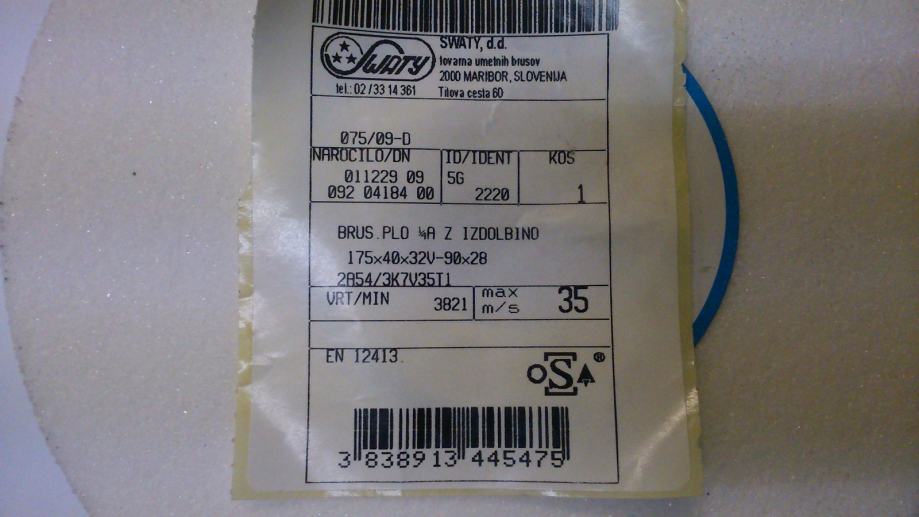 SWATY
SWATY, d.d.
tovarna umetnih brusov
2000 MARIBOR, SLOVENIJA
tel.: 02 / 33 14 361
Titova cesta 60
075/09-D
NAROCILO/DN
ID/IDENT
KOS
011229 09
5G
092 04184 00
2220
1
BRUS.PLO ¼A Z IZDOLBINO
175x40x32V-90x28
2A54/3K7V35T1
VRT/MIN
3821
max
m/s
35
EN 12413.
oSa®
3 838913 445475